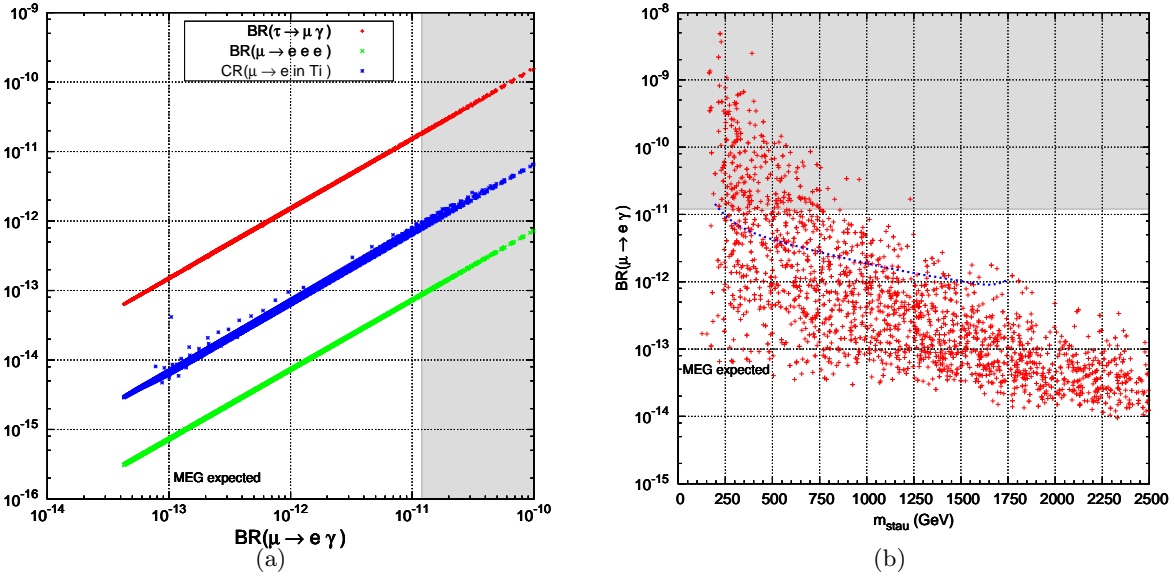 10^-9
10^-10
10^-11
10^-12
10^-13
10^-14
10^-15
10^-16
BR(τ → μ γ)
BR(μ → e e e)
CR(μ → e in Ti )
MEG expected
10^-14 10^-13 10^-12 10^-11 10^-10
BR(μ → e γ)
(a)
BR(μ → e γ)
10^-8
10^-9
10^-10
10^-11
10^-12
10^-13
10^-14
10^-15
MEG expected
0 250 500 750 1000 1250 1500 1750 2000 2250 2500
m_stau (GeV)
(b)